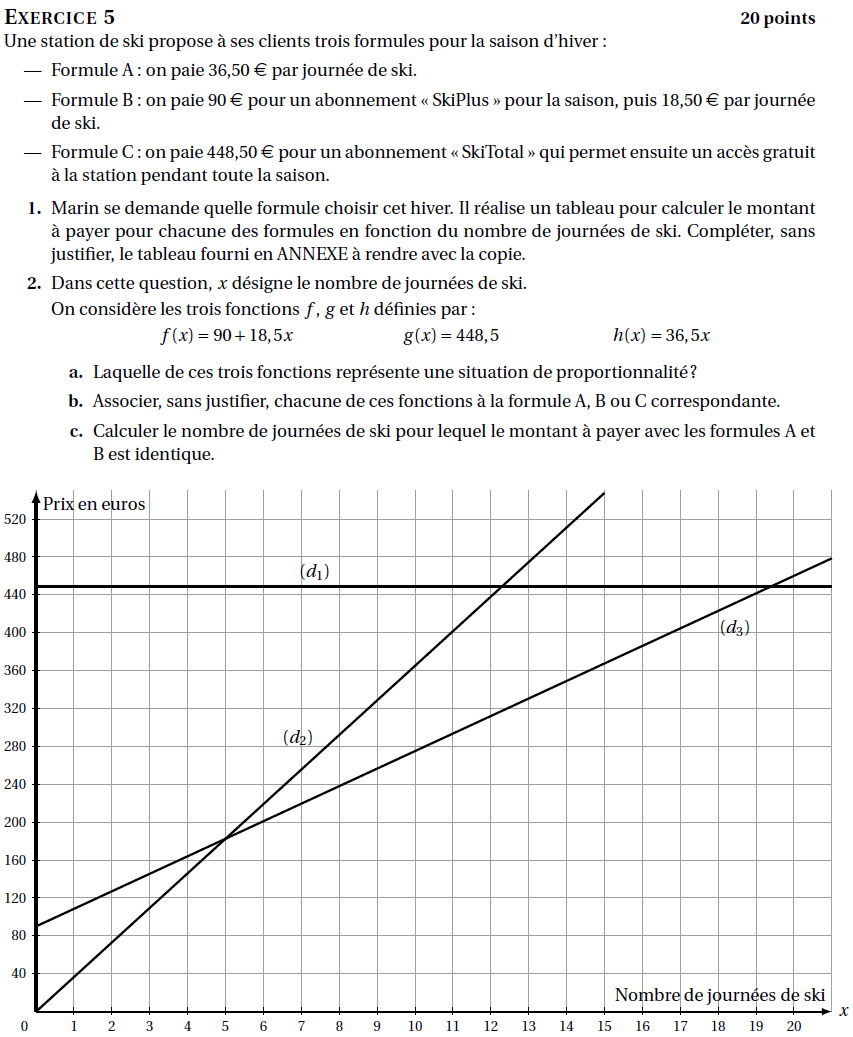 EXERCICE 5 20 points
Une station de ski propose à ses clients trois formules pour la saison d'hiver :
— Formule A : on paie 36,50 € par journée de ski.
— Formule B : on paie 90 € pour un abonnement « SkiPlus » pour la saison, puis 18,50 € par journée
de ski.
— Formule C : on paie 448,50 € pour un abonnement « SkiTotal » qui permet ensuite un accès gratuit
à la station pendant toute la saison.
1. Marin se demande quelle formule choisir cet hiver. Il réalise un tableau pour calculer le montant
à payer pour chacune des formules en fonction du nombre de journées de ski. Compléter, sans
justifier, le tableau fourni en ANNEXE à rendre avec la copie.
2. Dans cette question, x désigne le nombre de journées de ski.
On considère les trois fonctions f, g et h définies par :
f(x) = 90 + 18,5x g(x) = 448,5 h(x) = 36,5x
a. Laquelle de ces trois fonctions représente une situation de proportionnalité ?
b. Associer, sans justifier, chacune de ces fonctions à la formule A, B ou C correspondante.
c. Calculer le nombre de journées de ski pour lequel le montant à payer avec les formules A et
B est identique.
Prix en euros
520
480
(d1)
440
400
(d3)
360
320
280
(d2)
240
200
160
120
80
40
Nombre de journées de ski
x
0 1 2 3 4 5 6 7 8 9 10 11 12 13 14 15 16 17 18 19 20